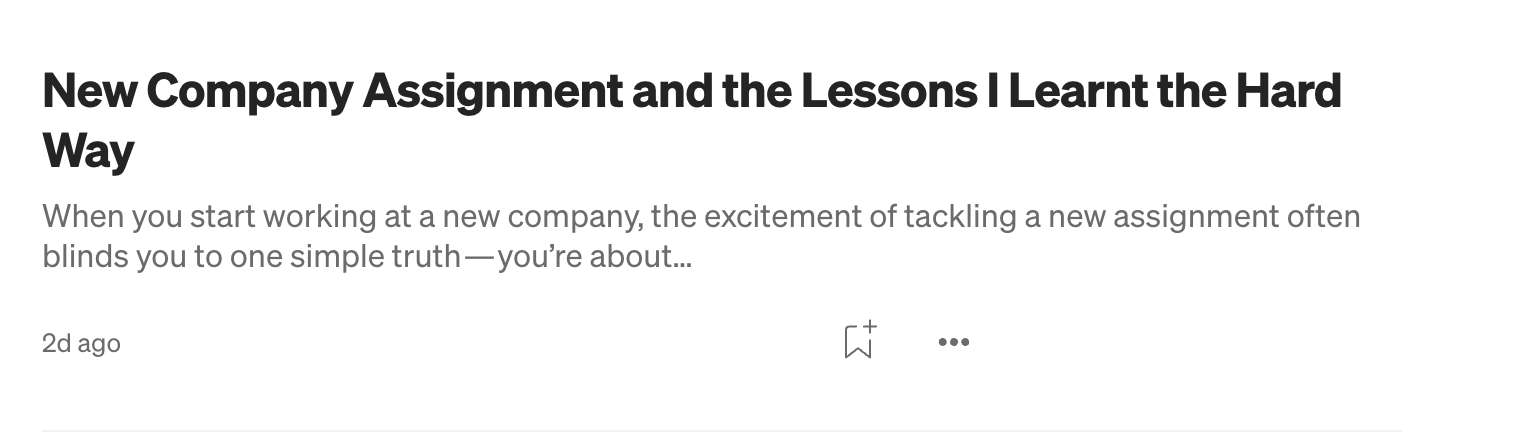 New Company Assignment and the Lessons I Learnt the Hard
Way
When you start working at a new company, the excitement of tackling a new assignment often
blinds you to one simple truth — you’re about…
2d ago